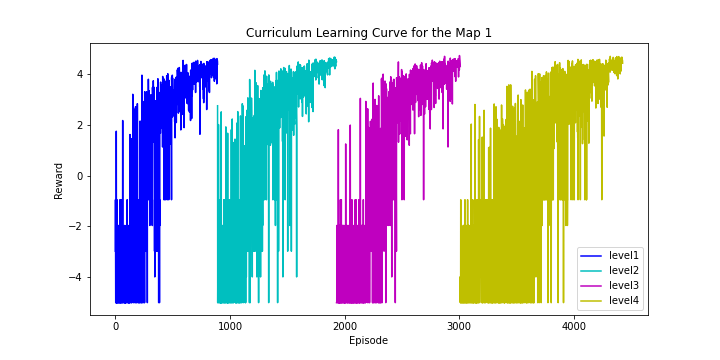 Curriculum Learning Curve for the Map 1
Reward
4
2
0
−2
−4
0
1000
2000
3000
4000
Episode
level1
level2
level3
level4